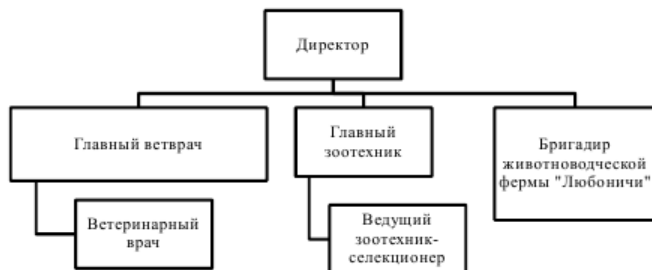 Директор
Главный ветврач
Главный
зоотехник
Бригадир
животноводческой
фермы "Любоничи"
Ветеринарный
врач
Ведущий
зоотехник-
селекционер